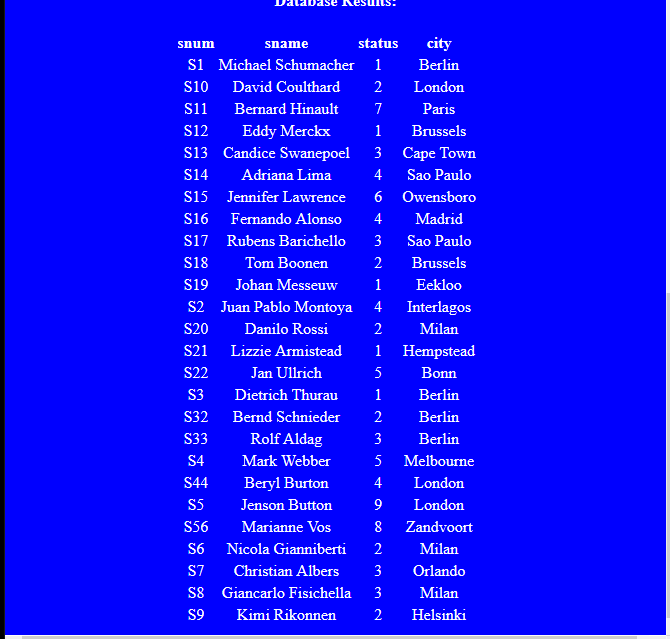 Database Results:
snum sname status city
S1 Michael Schumacher 1 Berlin
S10 David Coulthard 2 London
S11 Bernard Hinault 7 Paris
S12 Eddy Merckx 1 Brussels
S13 Candice Swanepoel 3 Cape Town
S14 Adriana Lima 4 Sao Paulo
S15 Jennifer Lawrence 6 Owensboro
S16 Fernando Alonso 4 Madrid
S17 Rubens Barichello 3 Sao Paulo
S18 Tom Boonen 2 Brussels
S19 Johan Messeuw 1 Eekloo
S2 Juan Pablo Montoya 4 Interlagos
S20 Danilo Rossi 2 Milan
S21 Lizzie Armistead 1 Hempstead
S22 Jan Ullrich 5 Bonn
S3 Dietrich Thurau 1 Berlin
S32 Bernd Schnieder 2 Berlin
S33 Rolf Aldag 3 Berlin
S4 Mark Webber 5 Melbourne
S44 Beryl Burton 4 London
S5 Jenson Button 9 London
S56 Marianne Vos 8 Zandvoort
S6 Nicola Gianniberti 2 Milan
S7 Christian Albers 3 Orlando
S8 Giancarlo Fisichella 3 Milan
S9 Kimi Rikonnen 2 Helsinki